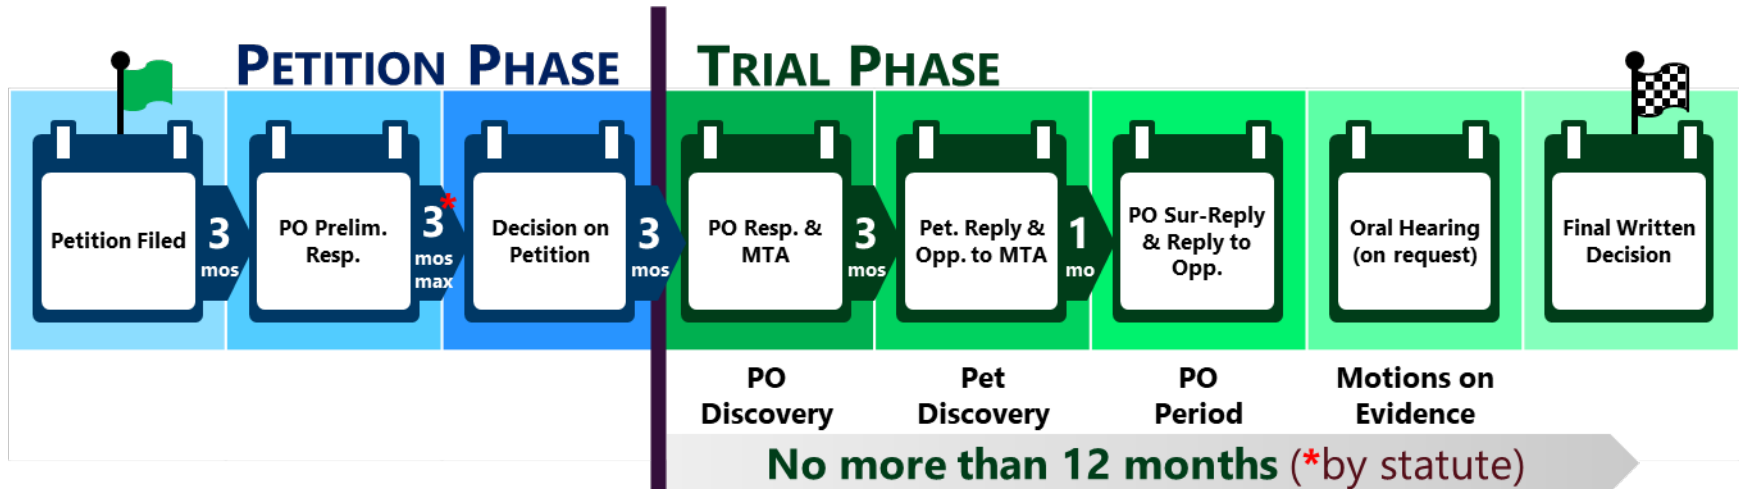 PETITION PHASE
TRIAL PHASE
Petition Filed
3
mos
PO Prelim.
Resp.
3*
mos
max
Decision on
Petition
3
mos
PO Resp. &
MTA
3
mos
Pet. Reply &
Opp. to MTA
1
mo
PO Sur-Reply
& Reply to
Opp.
Oral Hearing
(on request)
Final Written
Decision
PO
Discovery
Pet
Discovery
PO
Period
Motions on
Evidence
No more than 12 months (*by statute)